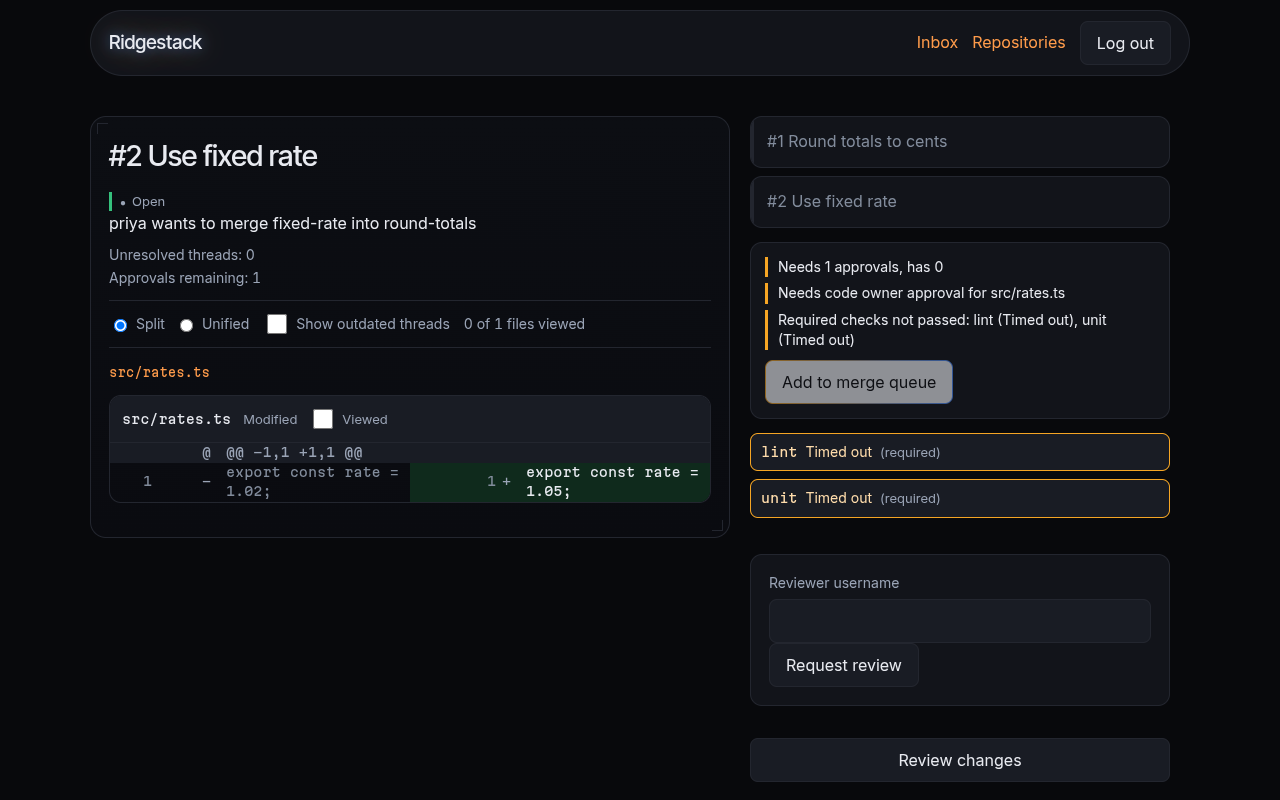 Ridgestack
Inbox Repositories Log out
#2 Use fixed rate
● Open
priya wants to merge fixed-rate into round-totals
Unresolved threads: 0
Approvals remaining: 1
Split Unified Show outdated threads 0 of 1 files viewed
src/rates.ts
src/rates.ts Modified Viewed
@ @@ -1,1 +1,1 @@
1 - export const rate =
1.02;
1 + export const rate =
1.05;
#1 Round totals to cents
#2 Use fixed rate
Needs 1 approvals, has 0
Needs code owner approval for src/rates.ts
Required checks not passed: lint (Timed out), unit
(Timed out)
Add to merge queue
lint Timed out (required)
unit Timed out (required)
Reviewer username
Request review
Review changes